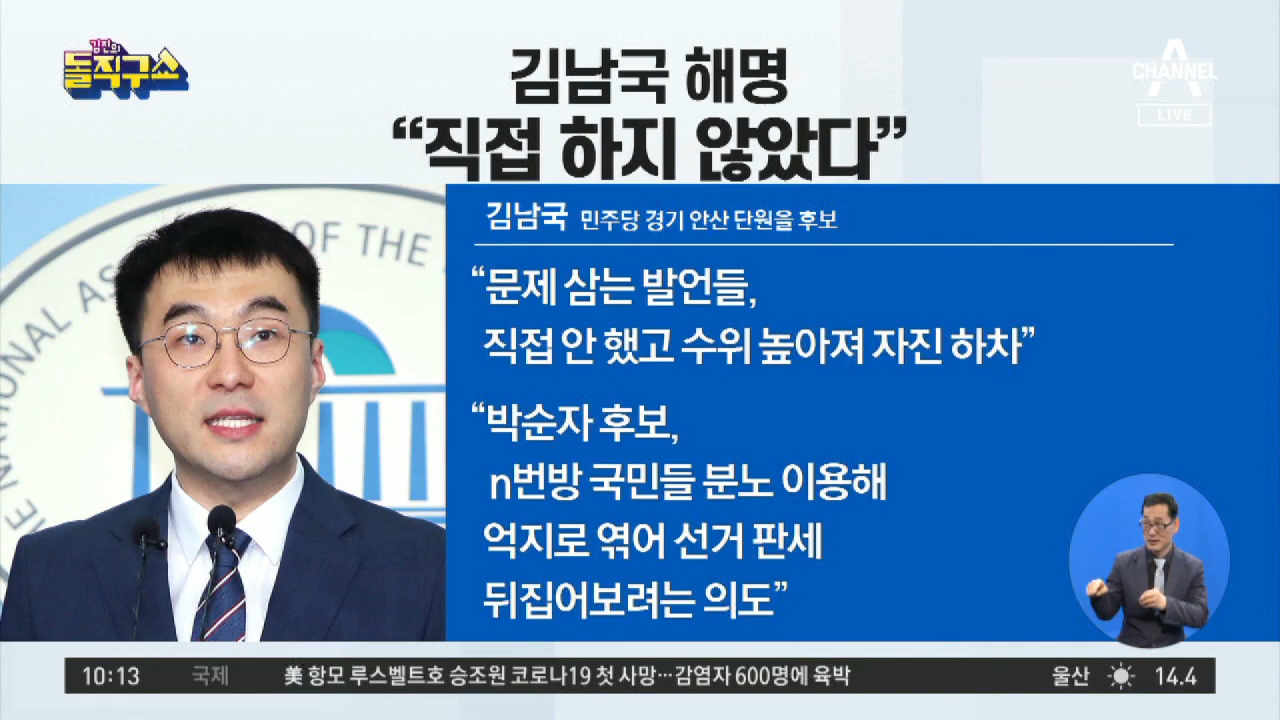 김진의
돌직구쇼
CHANNEL A
LIVE
김남국 해명
“직접 하지 않았다”
OF THE
NATIONAL AS
THE
김남국 민주당 경기 안산 단원을 후보
“문제 삼는 발언들,
직접 안 했고 수위 높아져 자진 하차”
“박순자 후보,
n번방 국민들 분노 이용해
억지로 엮어 선거 판세
뒤집어보려는 의도”
10:13 국제 美 항모 루스벨트호 승조원 코로나19 첫 사망…감염자 600명에 육박 울산 14.4